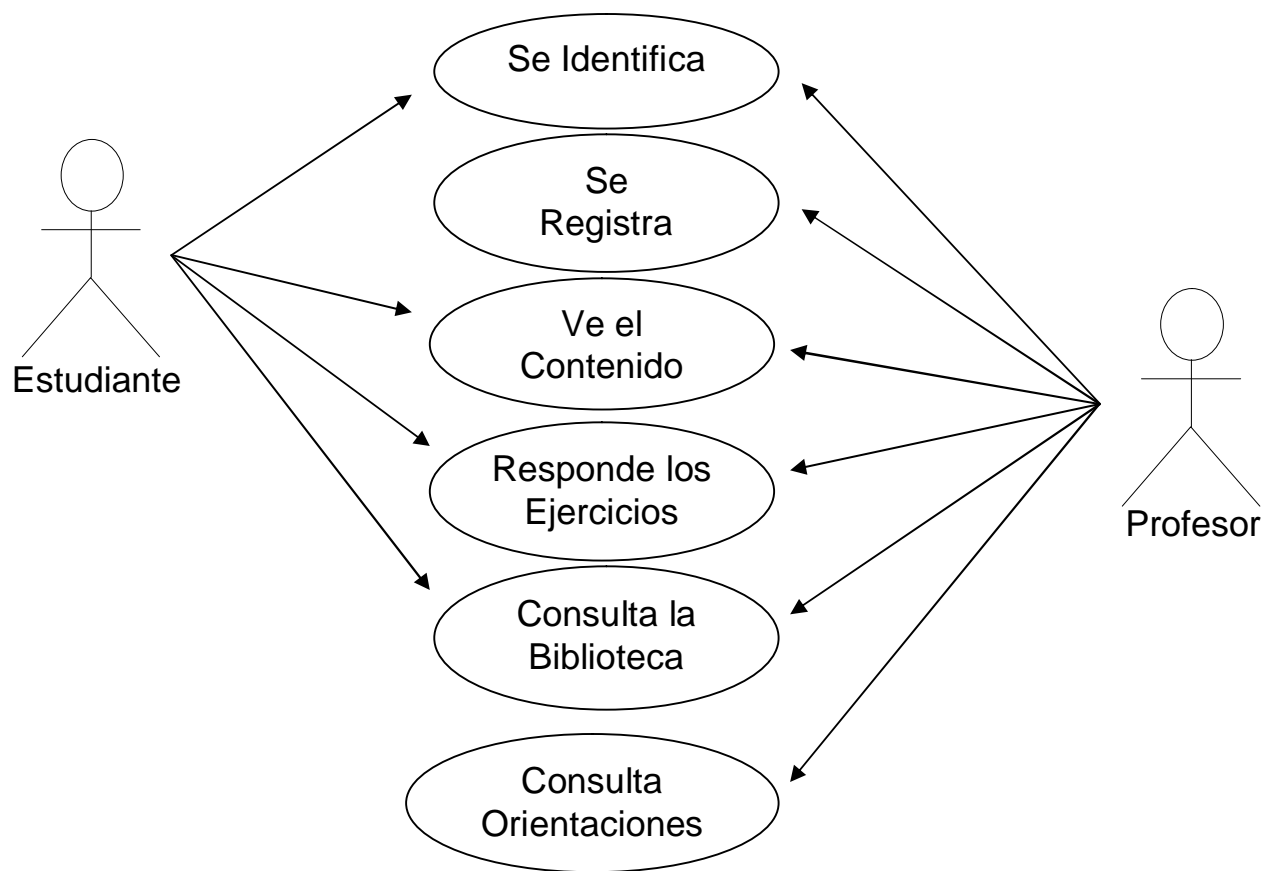 Se Identifica
Se
Registra
Ve el
Contenido
Estudiante
Responde los
Ejercicios
Profesor
Consulta la
Biblioteca
Consulta
Orientaciones